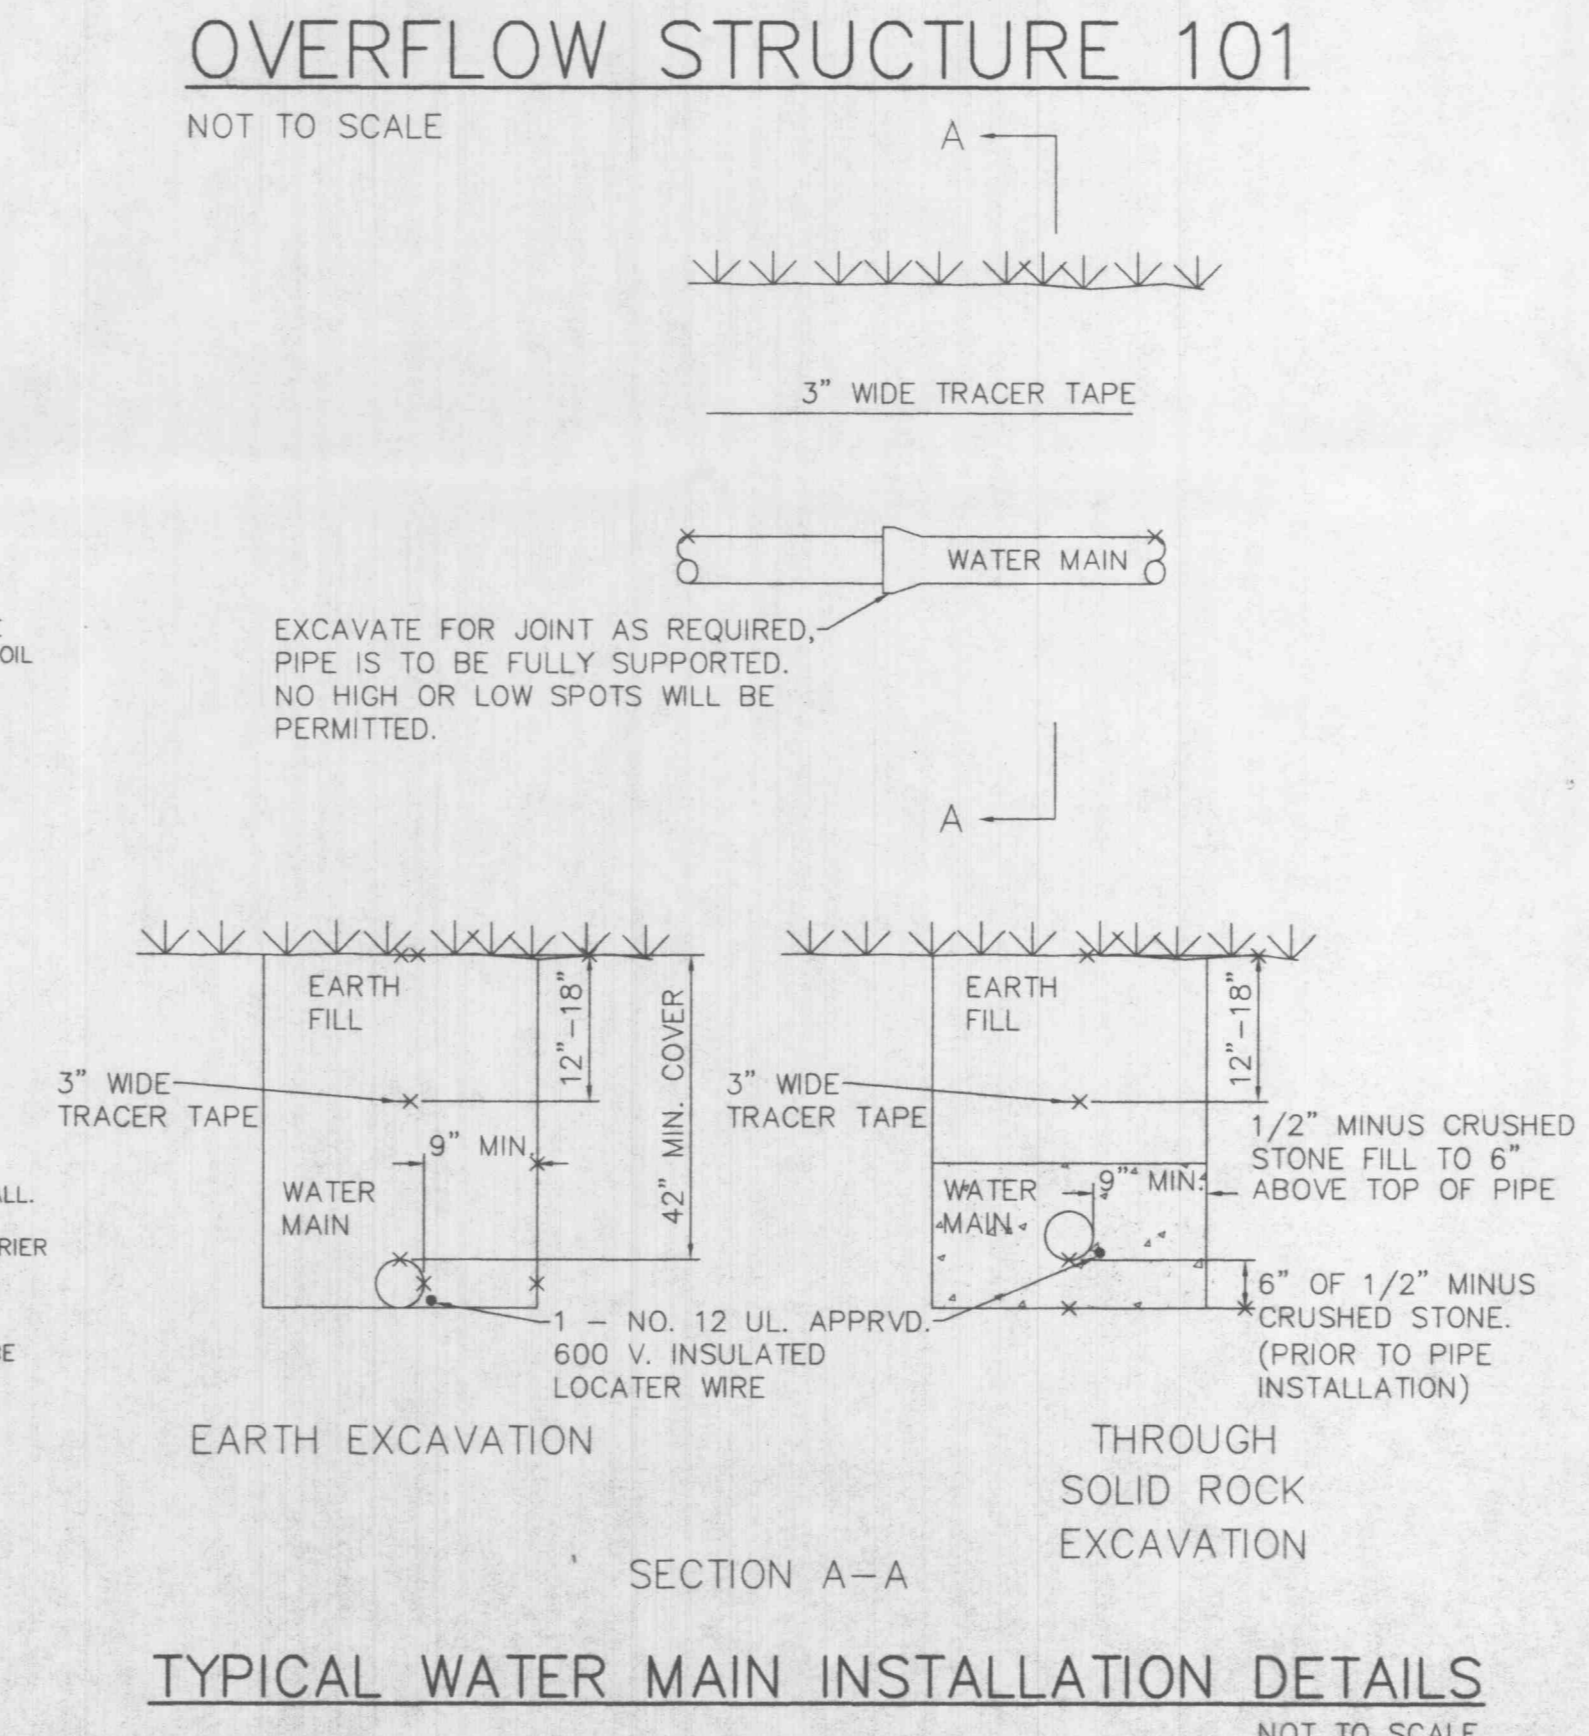 OVERFLOW STRUCTURE 101
NOT TO SCALE
A
3" WIDE TRACER TAPE
WATER MAIN
EXCAVATE FOR JOINT AS REQUIRED,
PIPE IS TO BE FULLY SUPPORTED.
NO HIGH OR LOW SPOTS WILL BE
PERMITTED.
OIL
A
EARTH
FILL
12"-18"
42" MIN. COVER
3" WIDE
TRACER TAPE
9" MIN.
WATER
MAIN
ALL.
RIER
EARTH
FILL
12"-18"
3" WIDE
TRACER TAPE
1/2" MINUS CRUSHED
STONE FILL TO 6"
ABOVE TOP OF PIPE
WATER
MAIN
9" MIN.
6" OF 1/2" MINUS
CRUSHED STONE.
(PRIOR TO PIPE
INSTALLATION)
1 - NO. 12 UL. APPRVD.
600 V. INSULATED
LOCATER WIRE
EARTH EXCAVATION
THROUGH
SOLID ROCK
EXCAVATION
SECTION A-A
TYPICAL WATER MAIN INSTALLATION DETAILS
NOT TO SCALE